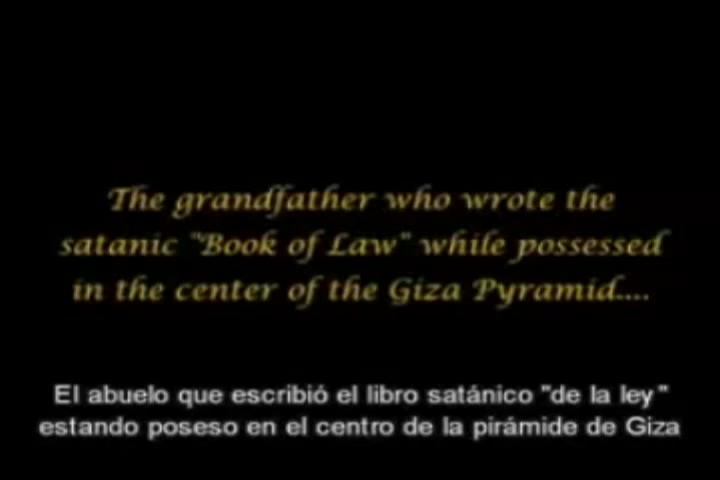 The grandfather who wrote the
satanic "Book of Law" while possessed
in the center of the Giza Pyramid....
El abuelo que escribió el libro satánico "de la ley"
estando poseso en el centro de la pirámide de Giza